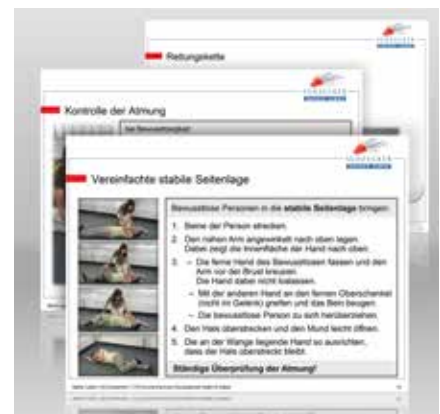 Rettungskette
Kontrolle der Atmung
bei Bewusstlosigkeit
Vereinfachte stabile Seitenlage
Bewusstlose Personen in die stabile Seitenlage bringen:
1. Beine der Person strecken.
2. Den nahen Arm angewinkelt nach oben legen.
Dabei zeigt die Innenfläche der Hand nach oben.
3. – Die ferne Hand des Bewusstlosen fassen und den
Arm vor der Brust kreuzen.
Die Hand dabei nicht loslassen.
– Mit der anderen Hand an den fernen Oberschenkel
(nicht im Gelenk) greifen und das Bein beugen.
– Die bewusstlose Person zu sich herüberziehen.
4. Den Hals überstrecken und den Mund leicht öffnen.
5. Die an der Wange liegende Hand so ausrichten,
dass der Hals überstreckt bleibt.
Ständige Überprüfung der Atmung!